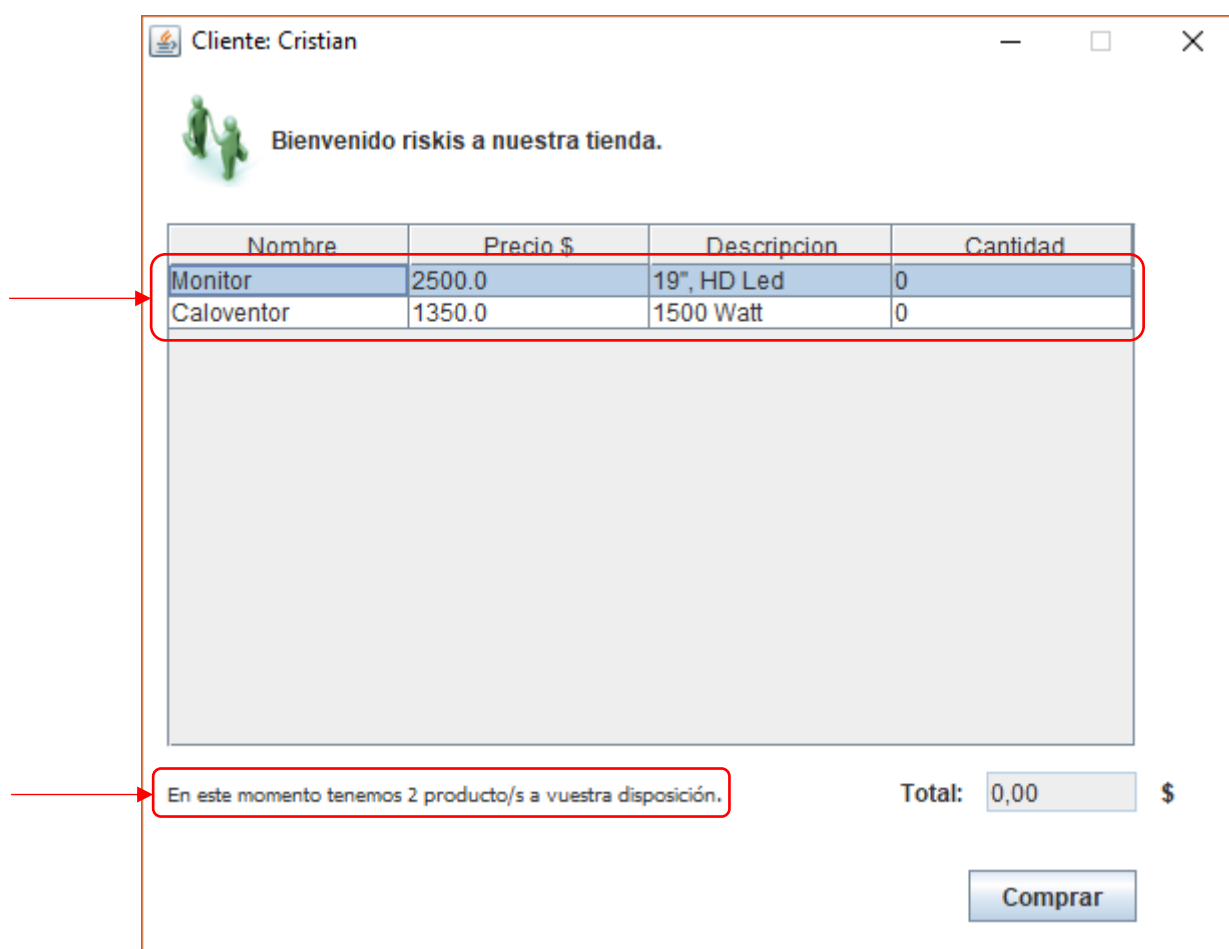 Cliente: Cristian
Bienvenido riskis a nuestra tienda.
Nombre Precio $ Descripcion Cantidad
Monitor 2500.0 19", HD Led 0
Caloventor 1350.0 1500 Watt 0
En este momento tenemos 2 producto/s a vuestra disposición. Total: 0,00 $
Comprar